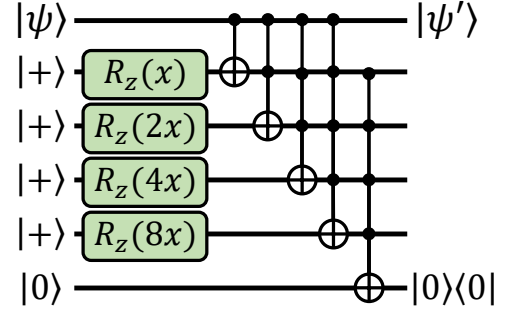 |ψ⟩ |ψ′⟩
|+⟩ R_z(x)
|+⟩ R_z(2x)
|+⟩ R_z(4x)
|+⟩ R_z(8x)
|0⟩ |0⟩⟨0|